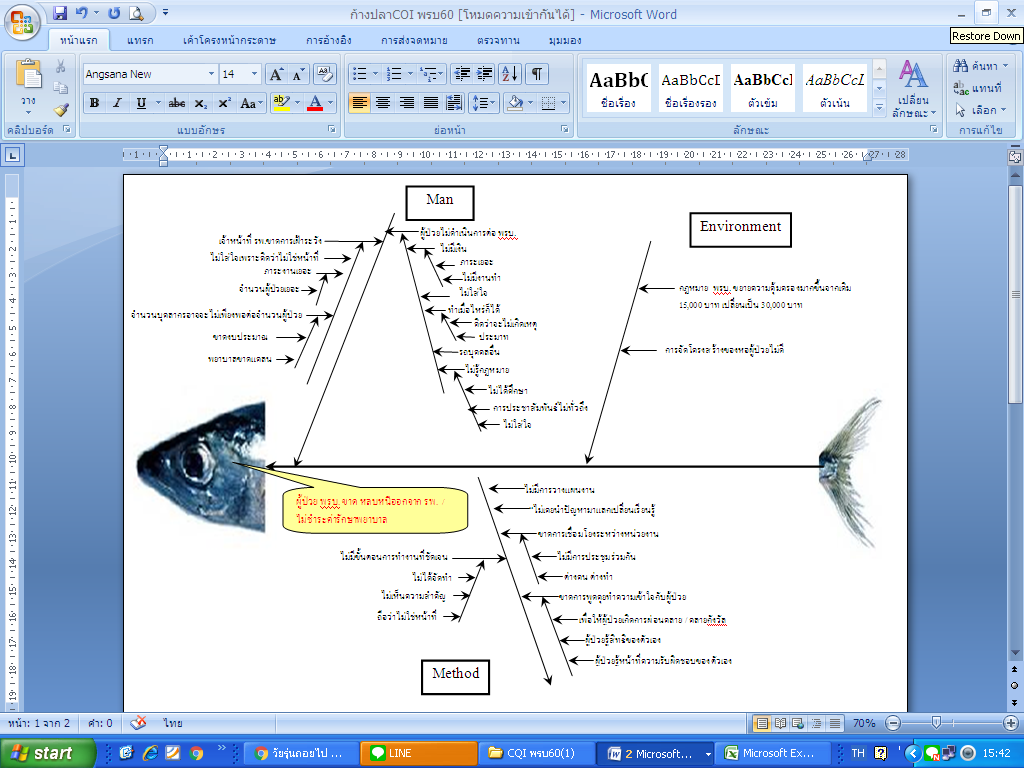 ก้างปลาCOI พรบ60 [โหมดความเข้ากันได้] - Microsoft Word
Restore Down
หน้าแรก แทรก เค้าโครงหน้ากระดาษ การอ้างอิง การส่งจดหมาย ตรวจทาน มุมมอง
วาง
Angsana New 14
AaBbC AaBbCcI AaBbCcI AaBbCcL
ชื่อเรื่อง ชื่อเรื่องรอง ตัวเข้ม ตัวเน้น
เปลี่ยนลักษณะ
ค้นหา
แทนที่
เลือก
คลิปบอร์ด แบบอักษร ย่อหน้า ลักษณะ การแก้ไข
Man
Environment
เจ้าหน้าที่ รพ.ขาดการเฝ้าระวัง
ไม่ใส่ใจเพราะคิดว่าไม่ใช่หน้าที่
ภาระงานเยอะ
จำนวนผู้ป่วยเยอะ
จำนวนบุคลากรอาจจะไม่เพียงพอต่อจำนวนผู้ป่วย
ขาดงบประมาณ
พยาบาลขาดแคลน
ผู้ป่วยไม่ดำเนินการต่อ พรบ.
ไม่มีเงิน
ภาระเยอะ
ไม่มีงานทำ
ไม่ใส่ใจ
ทำเมื่อไหร่ก็ได้
คิดว่าจะไม่เกิดเหตุ
ประมาท
รถบุคคลอื่น
ไม่รู้กฎหมาย
ไม่ได้ศึกษา
การประชาสัมพันธ์ไม่ทั่วถึง
ไม่ใส่ใจ
กฎหมาย พรบ. ขยายความคุ้มครองมากขึ้นจากเดิม
15,000 บาท เปลี่ยนเป็น 30,000 บาท
การจัดโครงสร้างของหอผู้ป่วยไม่ดี
ผู้ป่วย พรบ. ขาด หลบหนีออกจาก รพ. /
ไม่ชำระค่ารักษาพยาบาล
ไม่มีการวางแผนงาน
ไม่เคยนำปัญหามาแลกเปลี่ยนเรียนรู้
ขาดการเชื่อมโยงระหว่างหน่วยงาน
ไม่มีการประชุมร่วมกัน
ต่างคน ต่างทำ
ขาดการพูดคุยทำความเข้าใจกับผู้ป่วย
เพื่อให้ผู้ป่วยเกิดการผ่อนคลาย / คลายกังวล
ผู้ป่วยรู้สิทธิของตัวเอง
ผู้ป่วยรู้หน้าที่ความรับผิดชอบของตัวเอง
ไม่มีขั้นตอนการทำงานที่ชัดเจน
ไม่ได้จัดทำ
ไม่เห็นความสำคัญ
ถือว่าไม่ใช่หน้าที่
Method
หน้า: 1 จาก 2 คำ: 0 ไทย 70%
start วัยรุ่นถอยไป ... LINE CQI พรบ60(1) 2 Microsoft... Microsoft Ex... TH 15:42